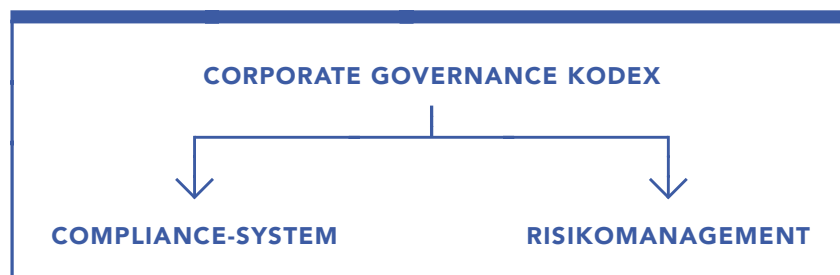 CORPORATE GOVERNANCE KODEX
COMPLIANCE-SYSTEM
RISIKOMANAGEMENT